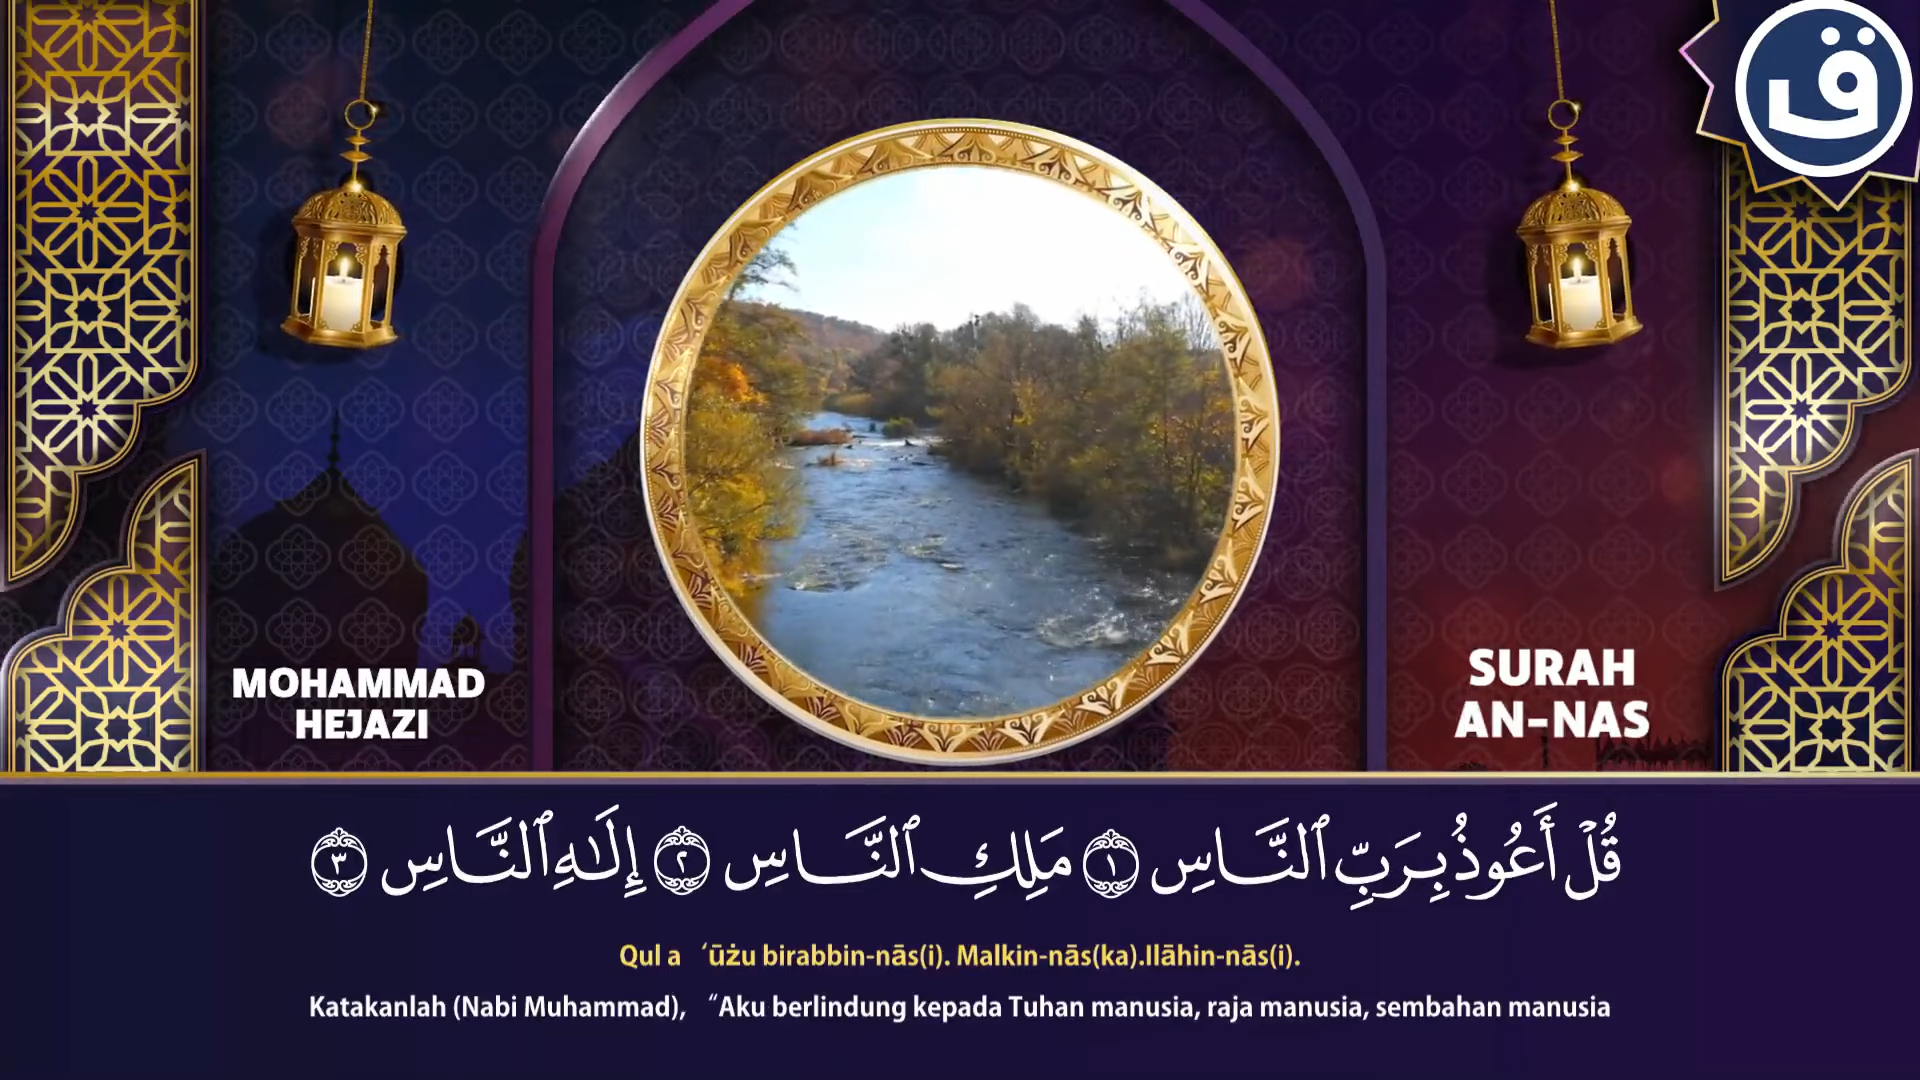 ق
MOHAMMAD
HEJAZI
SURAH
AN-NAS
قُلْ أَعُوذُ بِرَبِّ ٱلنَّاسِ ١ مَلِكِ ٱلنَّاسِ ٢ إِلَٰهِ ٱلنَّاسِ ٣
Qul a ‘ūżu birabbin-nās(i). Malkin-nās(ka).Ilāhin-nās(i).
Katakanlah (Nabi Muhammad), “Aku berlindung kepada Tuhan manusia, raja manusia, sembahan manusia